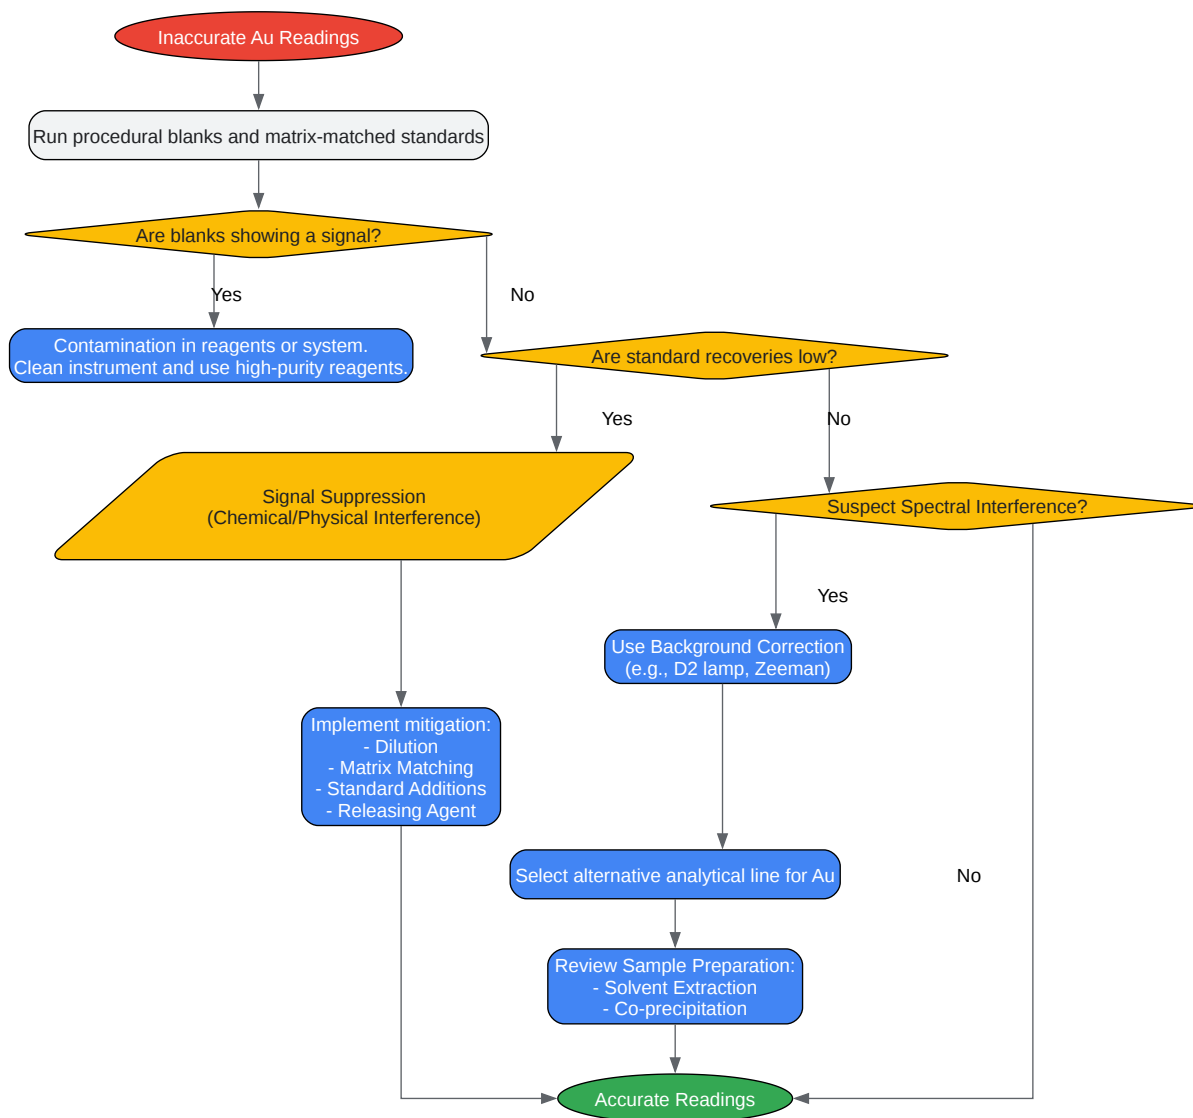 Inaccurate Au Readings
Run procedural blanks and matrix-matched standards
Are blanks showing a signal?
Yes
No
Contamination in reagents or system.
Clean instrument and use high-purity reagents.
Are standard recoveries low?
Yes
No
Signal Suppression
(Chemical/Physical Interference)
Suspect Spectral Interference?
Yes
Use Background Correction
(e.g., D2 lamp, Zeeman)
Implement mitigation:
- Dilution
- Matrix Matching
- Standard Additions
- Releasing Agent
Select alternative analytical line for Au
No
Review Sample Preparation:
- Solvent Extraction
- Co-precipitation
Accurate Readings